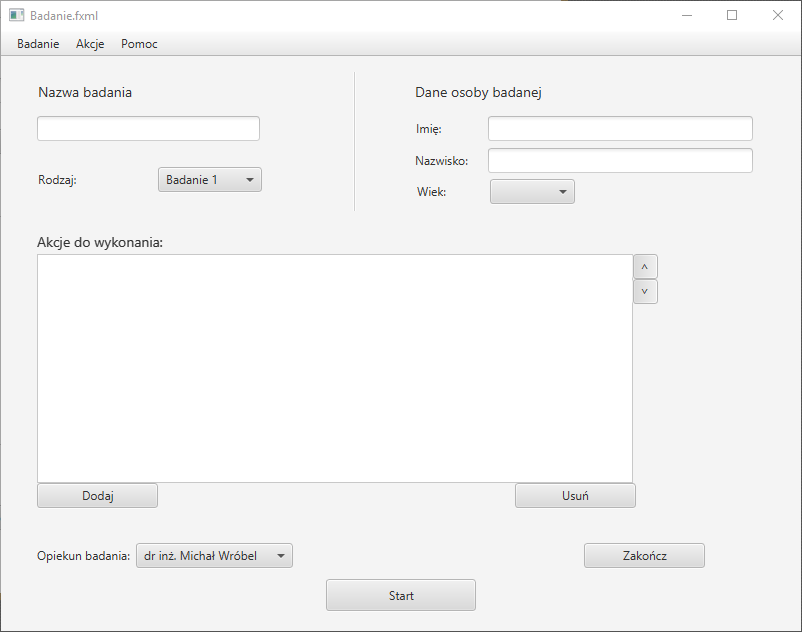 Badanie.fxml
Badanie Akcje Pomoc
Nazwa badania
Rodzaj: Badanie 1
Dane osoby badanej
Imię:
Nazwisko:
Wiek:
Akcje do wykonania:
˄
˅
Dodaj Usuń
Opiekun badania: dr inż. Michał Wróbel Zakończ
Start